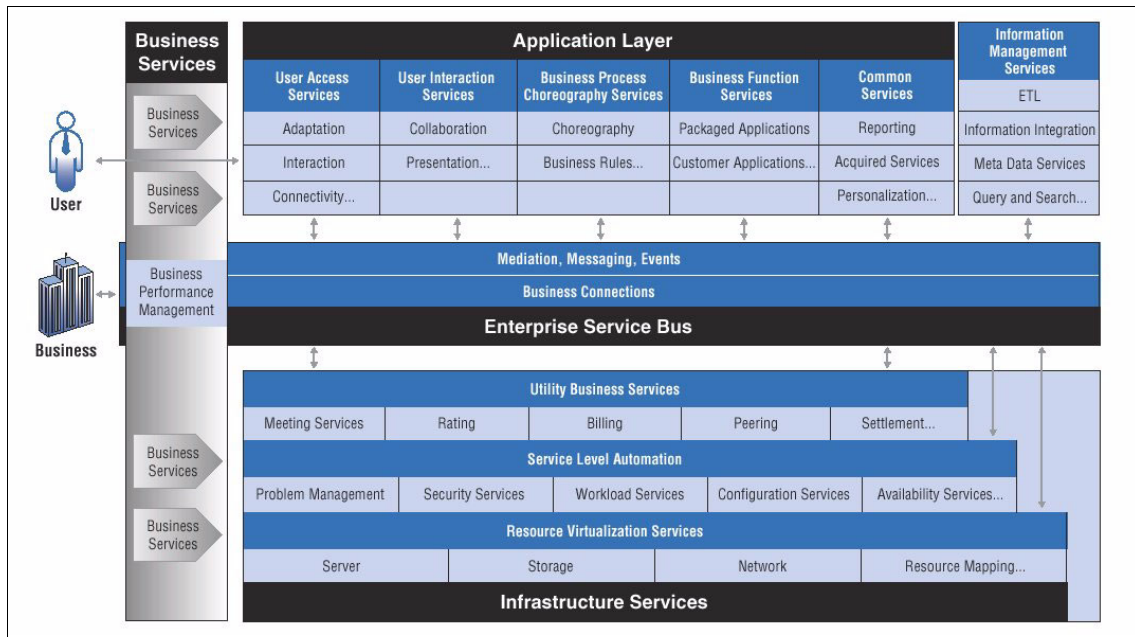 Business
Services
Application Layer
Information
Management
Services
User Access
Services
User Interaction
Services
Business Process
Choreography Services
Business Function
Services
Common
Services
ETL
Business
Services
Adaptation
Collaboration
Choreography
Packaged Applications
Reporting
Information Integration
Interaction
Presentation...
Business Rules...
Customer Applications...
Acquired Services
Meta Data Services
User
Business
Services
Connectivity...
Personalization...
Query and Search...
Business
Business
Performance
Management
Mediation, Messaging, Events
Business Connections
Enterprise Service Bus
Utility Business Services
Meeting Services
Rating
Billing
Peering
Settlement...
Business
Services
Service Level Automation
Problem Management
Security Services
Workload Services
Configuration Services
Availability Services...
Business
Services
Resource Virtualization Services
Server
Storage
Network
Resource Mapping...
Infrastructure Services